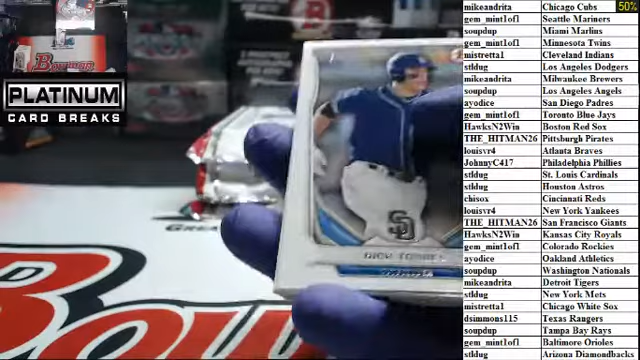 mikeandrita Chicago Cubs 50%
gem_mint1of1 Seattle Mariners
soupdup Miami Marlins
gem_mint1of1 Minnesota Twins
mistretta1 Cleveland Indians
stldug Los Angeles Dodgers
mikeandrita Milwaukee Brewers
soupdup Los Angeles Angels
ayodice San Diego Padres
gem_mint1of1 Toronto Blue Jays
HawksN2Win Boston Red Sox
THE_HITMAN26 Pittsburgh Pirates
louisvr4 Atlanta Braves
JohnnyC417 Philadelphia Phillies
stldug St. Louis Cardinals
stldug Houston Astros
chisox Cincinnati Reds
louisvr4 New York Yankees
THE_HITMAN26 San Francisco Giants
HawksN2Win Kansas City Royals
gem_mint1of1 Colorado Rockies
ayodice Oakland Athletics
soupdup Washington Nationals
mikeandrita Detroit Tigers
stldug New York Mets
mistretta1 Chicago White Sox
dsimmons115 Texas Rangers
soupdup Tampa Bay Rays
gem_mint1of1 Baltimore Orioles
stldug Arizona Diamondbacks
Bowman
PLATINUM
CARD BREAKS
SD